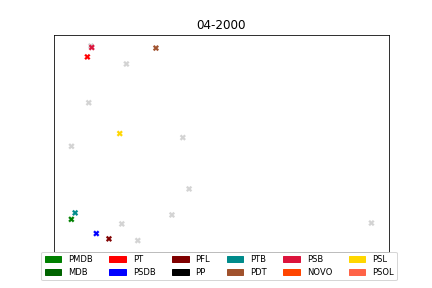 04-2000
PMDB PT PFL PTB PSB PSL
MDB PSDB PP PDT NOVO PSOL